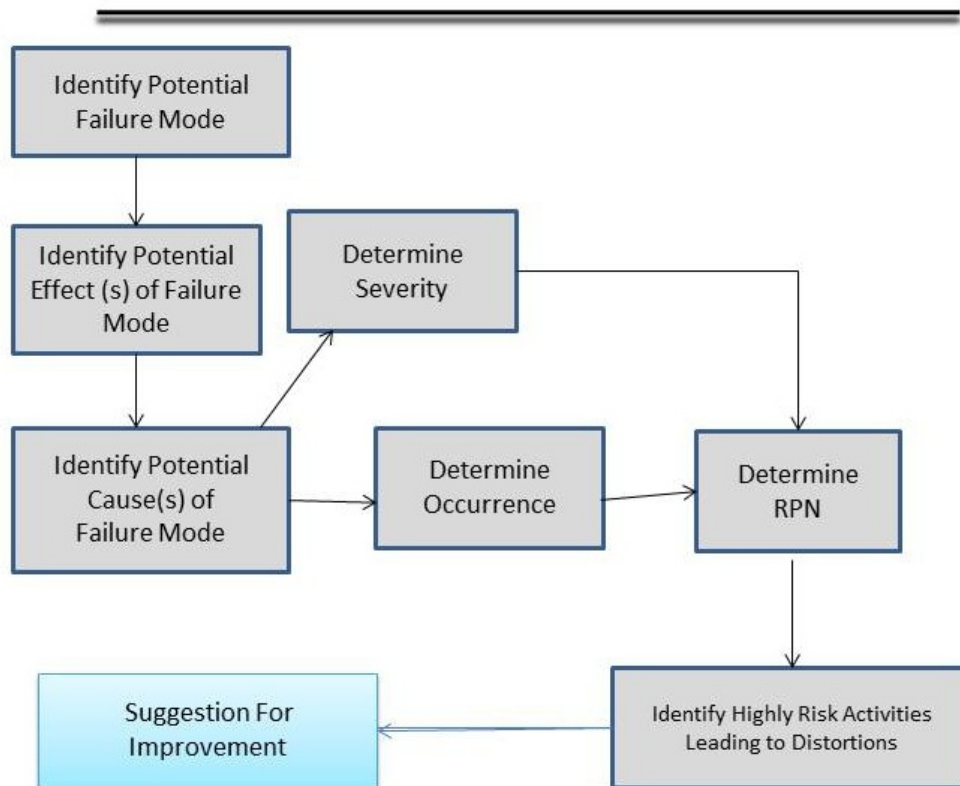 Identify Potential
Failure Mode
Identify Potential
Effect (s) of Failure
Mode
Determine
Severity
Identify Potential
Cause(s) of
Failure Mode
Determine
Occurrence
Determine
RPN
Identify Highly Risk Activities
Leading to Distortions
Suggestion For
Improvement